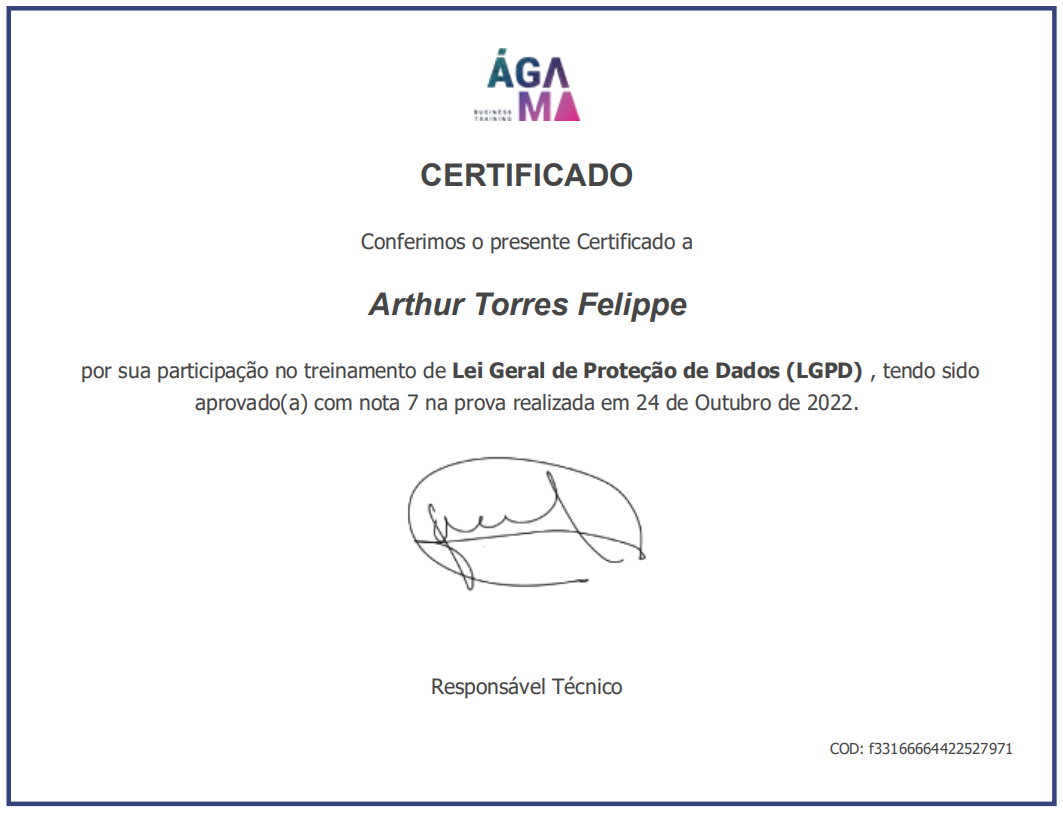 ÁGA
BUSINESS
TRAINING
MA
CERTIFICADO
Conferimos o presente Certificado a
Arthur Torres Felippe
por sua participação no treinamento de Lei Geral de Proteção de Dados (LGPD) , tendo sido
aprovado(a) com nota 7 na prova realizada em 24 de Outubro de 2022.
Responsável Técnico
COD: f33166664422527971